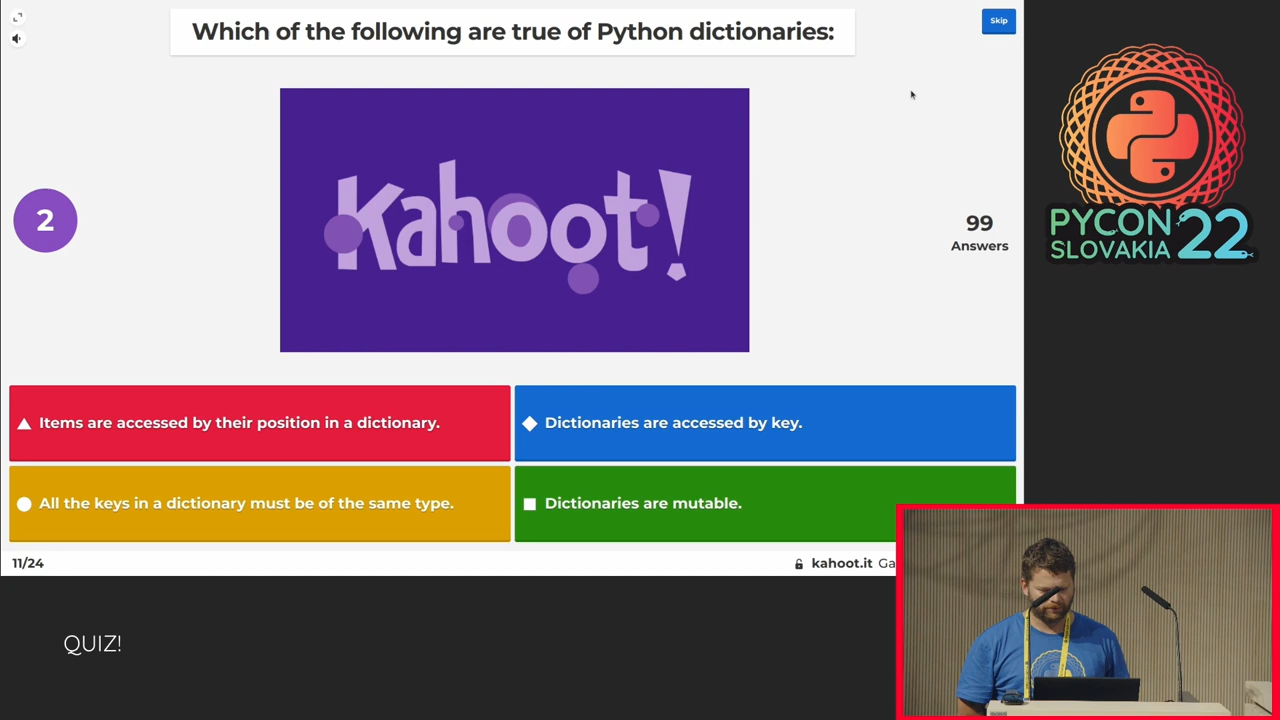 Which of the following are true of Python dictionaries:
Skip
Kahoot!
2
99
Answers
PYCON
SLOVAKIA
22
Items are accessed by their position in a dictionary.
Dictionaries are accessed by key.
All the keys in a dictionary must be of the same type.
Dictionaries are mutable.
11/24
kahoot.it Ga
QUIZ!